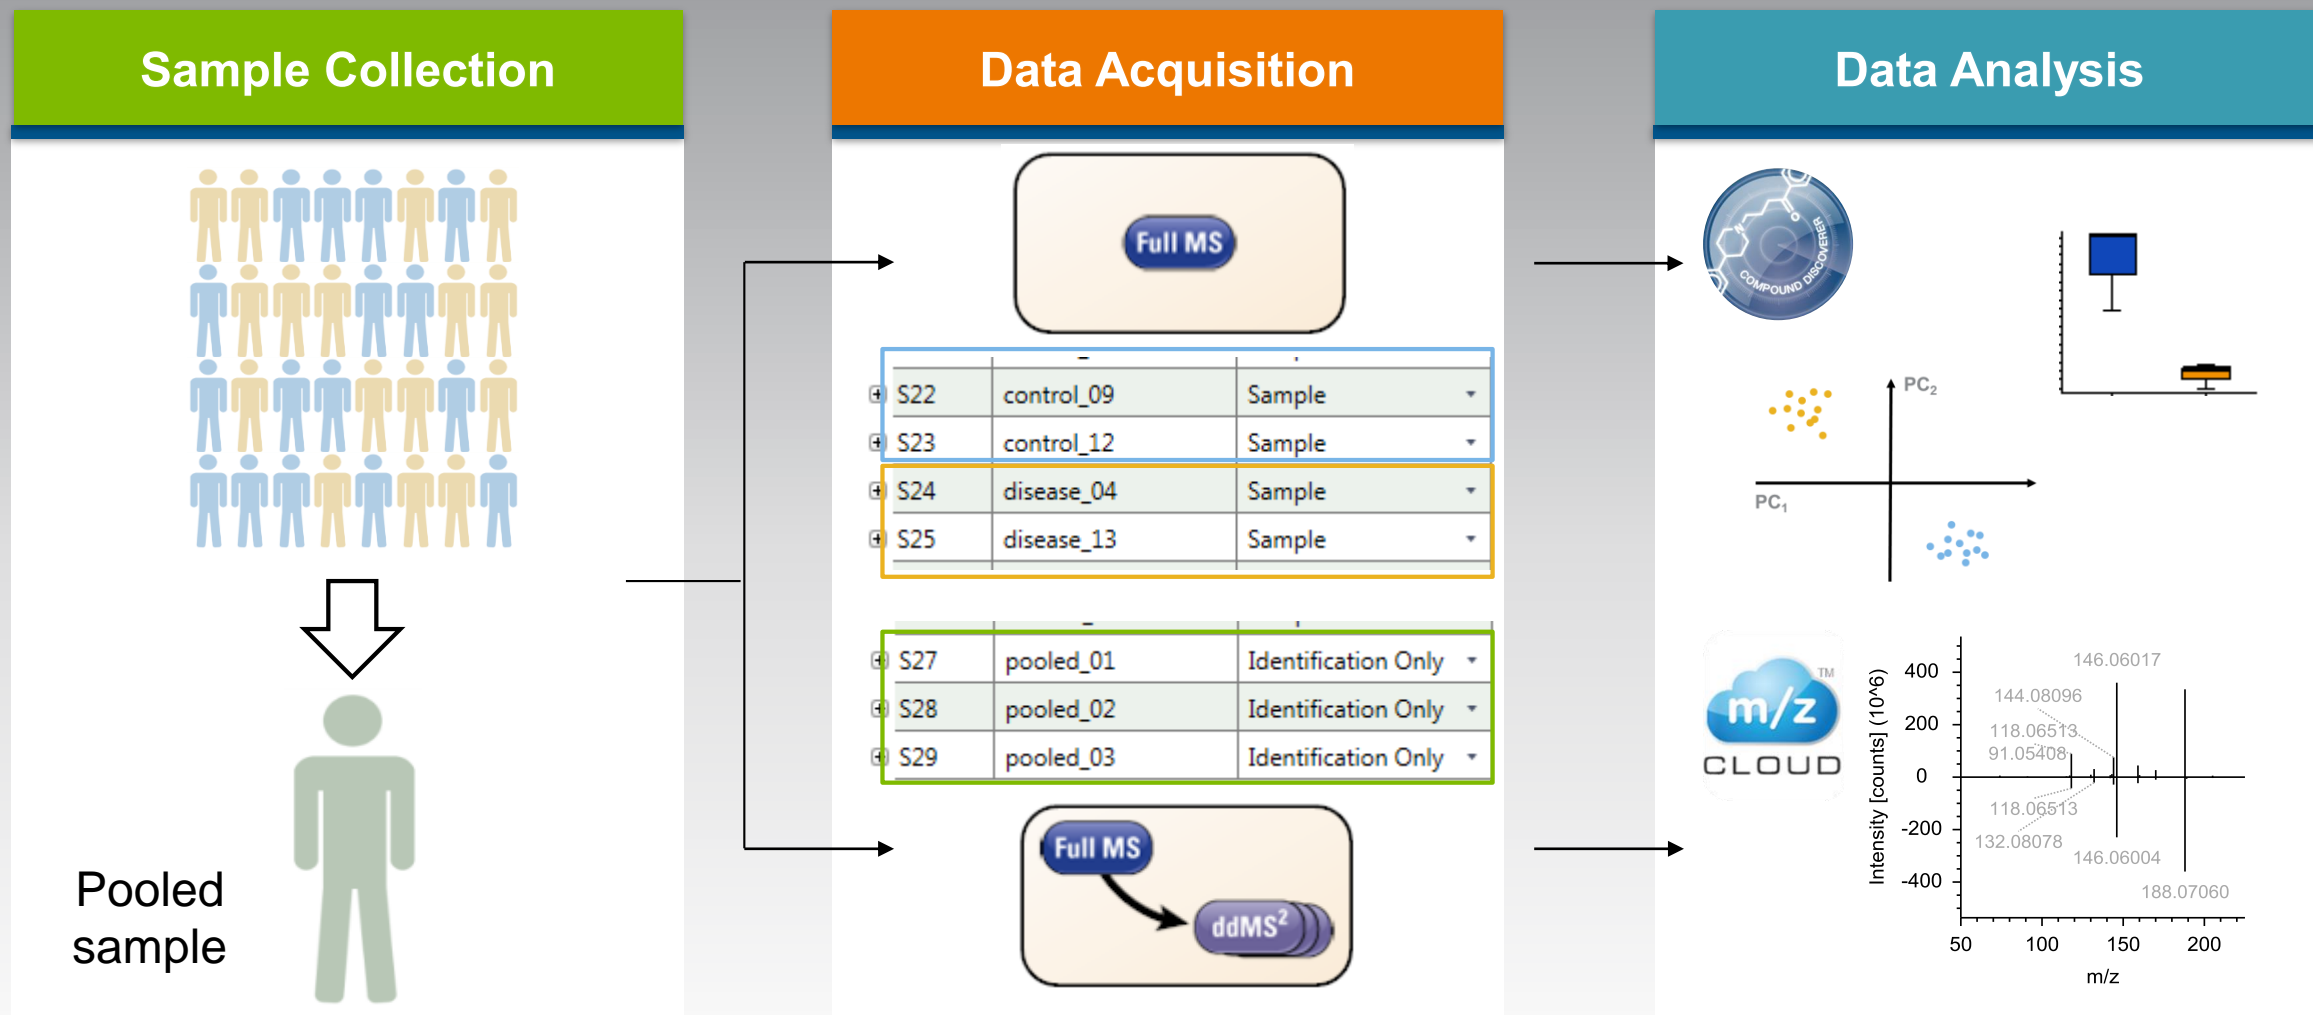 Sample Collection
Pooled
sample
Data Acquisition
Full MS
S22 control_09 Sample
S23 control_12 Sample
S24 disease_04 Sample
S25 disease_13 Sample
S27 pooled_01 Identification Only
S28 pooled_02 Identification Only
S29 pooled_03 Identification Only
Full MS
ddMS²
Data Analysis
COMPOUND DISCOVERER
N
O
PC₂
PC₁
m/z ™
CLOUD
Intensity [counts] (10^6)
400
200
0
-200
-400
146.06017
144.08096
118.06513
91.05408
118.06513
132.08078
146.06004
188.07060
50 100 150 200
m/z